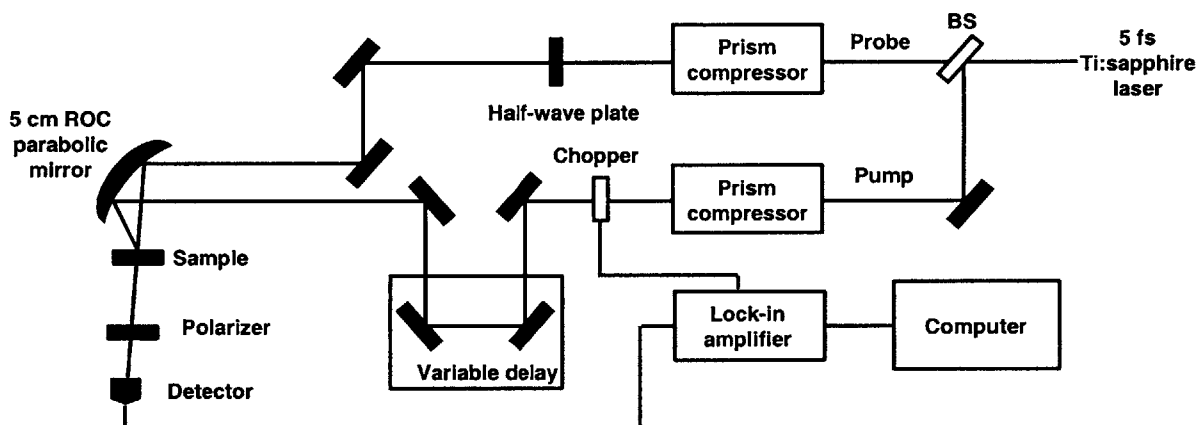 BS
Prism
compressor
Probe
5 fs
Ti:sapphire
laser
Half-wave plate
5 cm ROC
parabolic
mirror
Chopper
Prism
compressor
Pump
Sample
Polarizer
Detector
Variable delay
Lock-in
amplifier
Computer